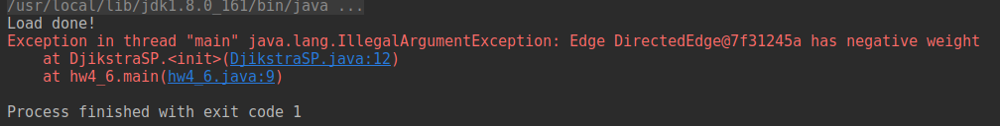 /usr/local/lib/jdk1.8.0_161/bin/java ...
Load done!
Exception in thread "main" java.lang.IllegalArgumentException: Edge DirectedEdge@7f31245a has negative weight
at DjikstraSP.<init>(DjikstraSP.java:12)
at hw4_6.main(hw4_6.java:9)
Process finished with exit code 1